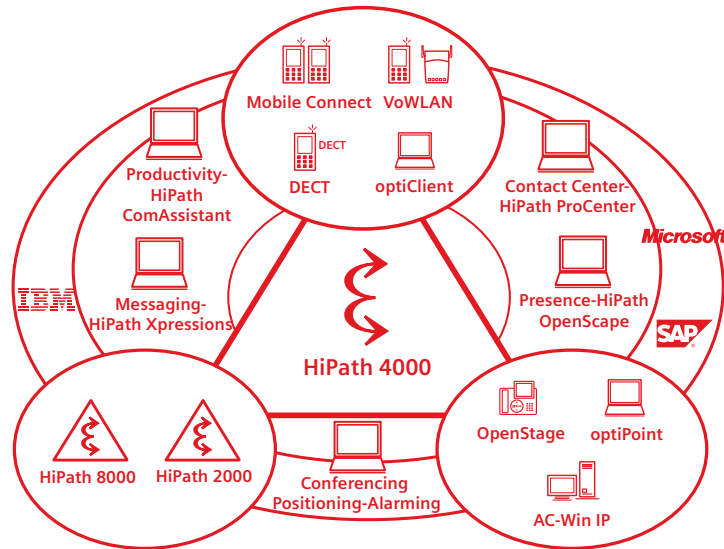 Mobile Connect
VoWLAN
DECT
DECT
optiClient
Productivity-
HiPath
ComAssistant
Contact Center-
HiPath ProCenter
Microsoft
IBM
Messaging-
HiPath Xpressions
Presence-HiPath
OpenScape
SAP
HiPath 4000
HiPath 8000
HiPath 2000
OpenStage
optiPoint
AC-Win IP
Conferencing
Positioning-Alarming